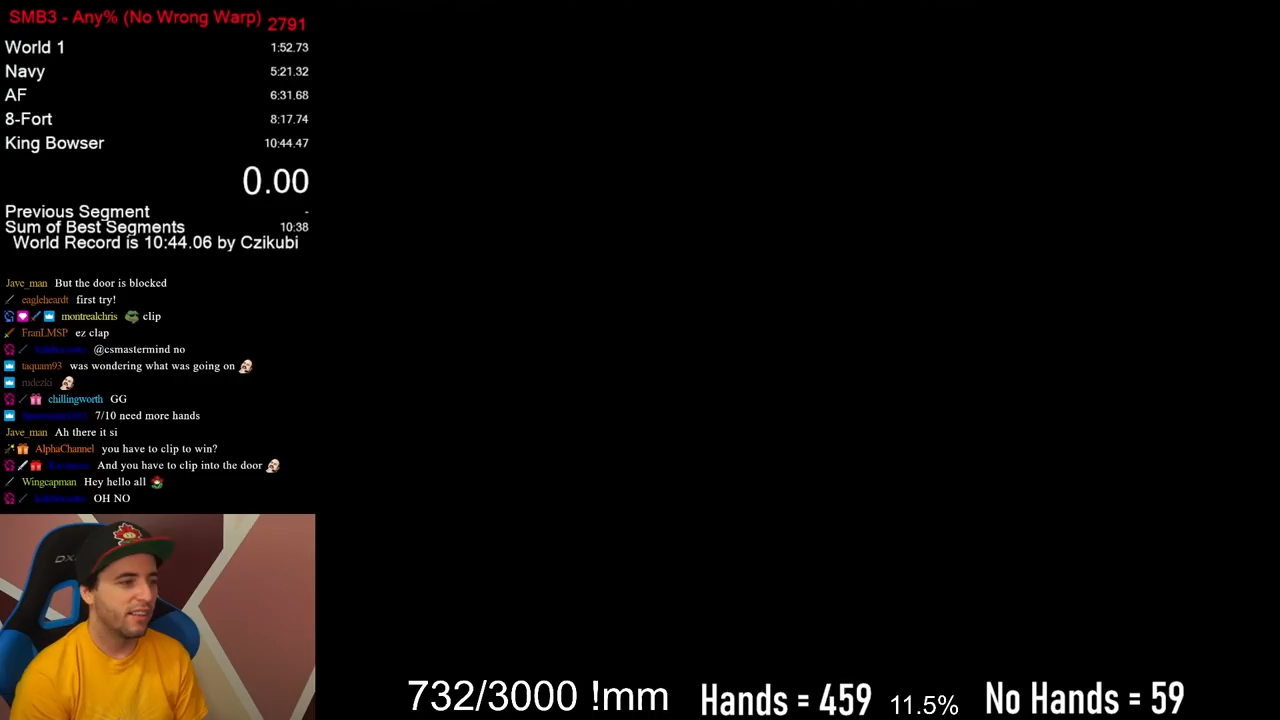 SMB3 - Any% (No Wrong Warp) 2791
World 1 1:52.73
Navy 5:21.32
AF 6:31.68
8-Fort 8:17.74
King Bowser 10:44.47
0.00
Previous Segment -
Sum of Best Segments 10:38
World Record is 10:44.06 by Czikubi
Jave_man But the door is blocked
eagleheardt first try!
montrealchris clip
FranLMSP ez clap
@csmastermind no
taquam93 was wondering what was going on
rudezki
chillingworth GG
7/10 need more hands
Jave_man Ah there it si
AlphaChannel you have to clip to win?
And you have to clip into the door
Wingcapman Hey hello all
OH NO
DX
732/3000 !mm
Hands = 459
11.5%
No Hands = 59